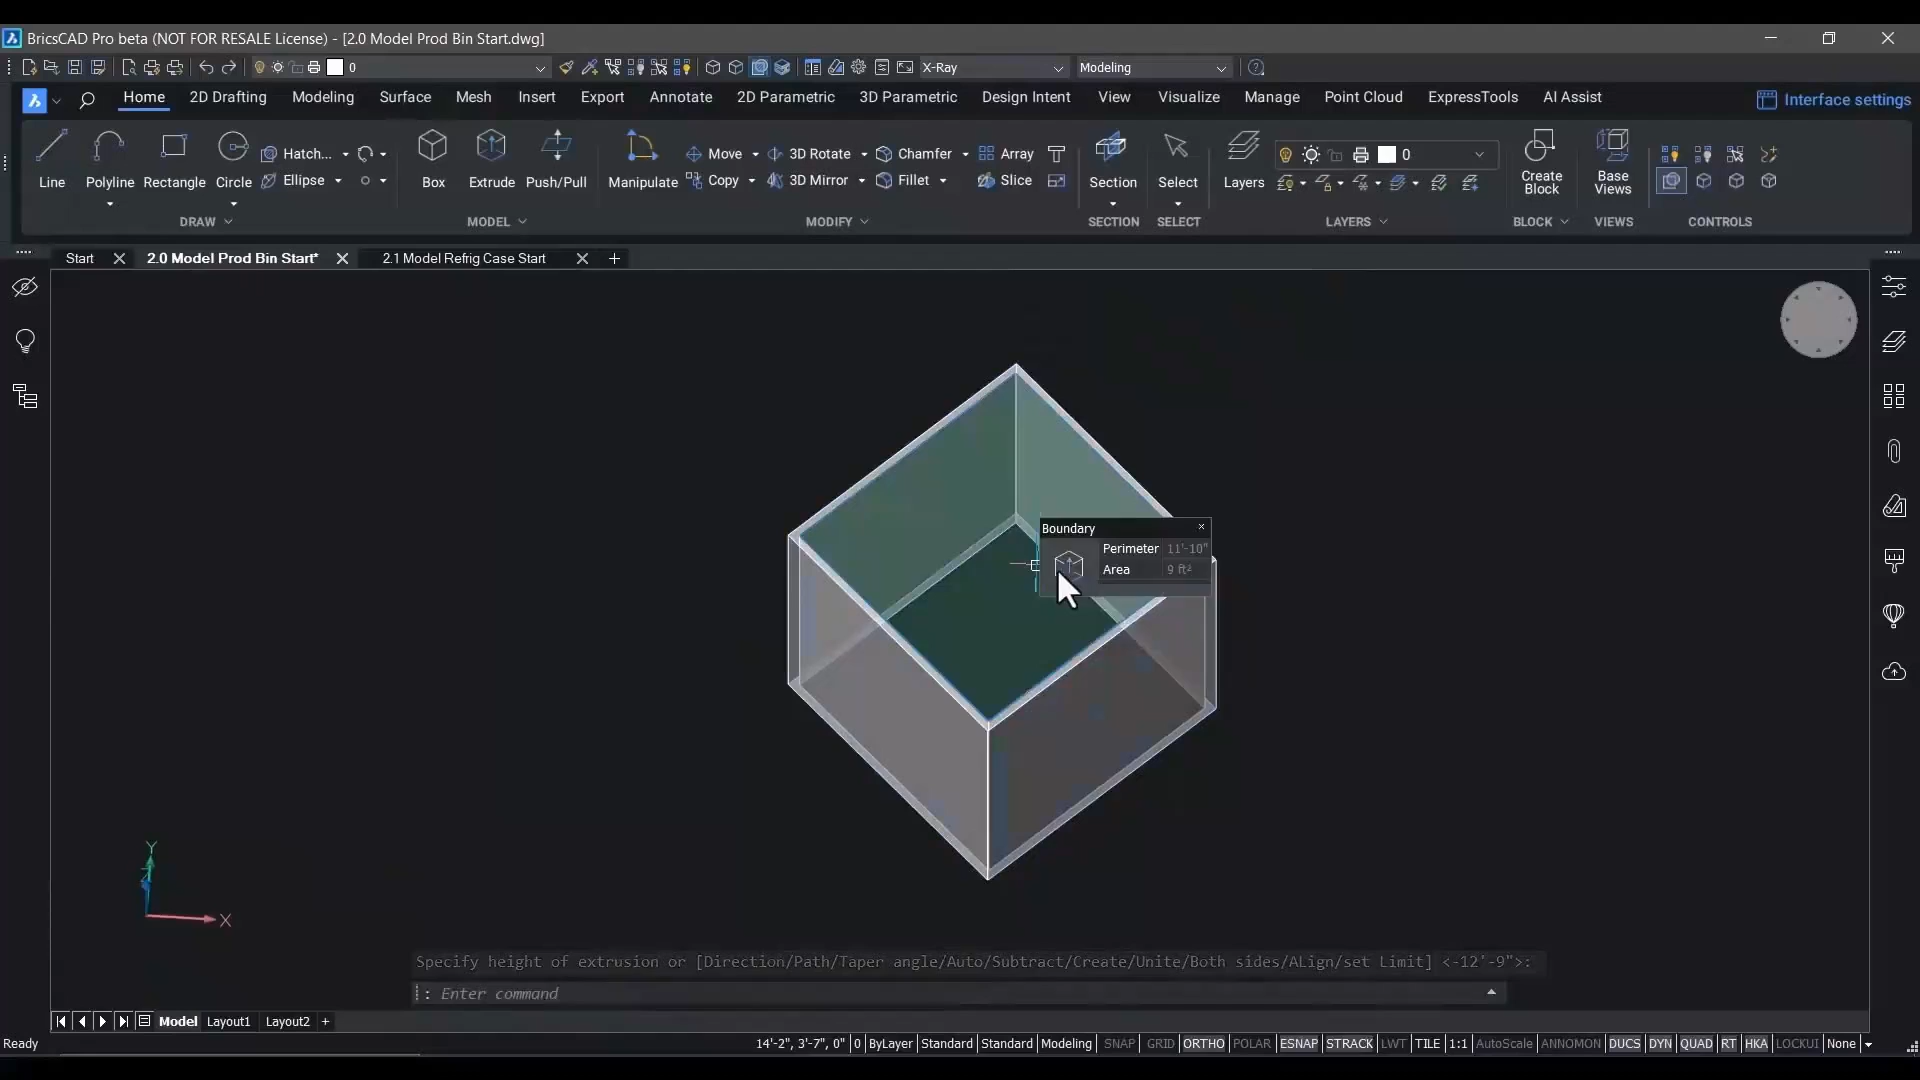 BricsCAD Pro beta (NOT FOR RESALE License) - [2.0 Model Prod Bin Start.dwg]
0
X-Ray
Modeling
Home
2D Drafting
Modeling
Surface
Mesh
Insert
Export
Annotate
2D Parametric
3D Parametric
Design Intent
View
Visualize
Manage
Point Cloud
ExpressTools
AI Assist
Interface settings
Line
Polyline
Rectangle
Circle
Hatch...
Ellipse
Box
Extrude
Push/Pull
Manipulate
Move
Copy
3D Rotate
3D Mirror
Chamfer
Fillet
Array
Slice
Section
Select
Layers
0
Create
Block
Base
Views
DRAW
MODEL
MODIFY
SECTION
SELECT
LAYERS
BLOCK
VIEWS
CONTROLS
Start
2.0 Model Prod Bin Start*
2.1 Model Refrig Case Start
Boundary
Perimeter 11'-10"
Area 9 ft²
Y
X
Specify height of extrusion or [Direction/Path/Taper angle/Auto/Subtract/Create/Unite/Both sides/ALign/set Limit] <-12'-9">:
: Enter command
Model
Layout1
Layout2
Ready
14'-2", 3'-7", 0"
0
ByLayer
Standard
Standard
Modeling
SNAP
GRID
ORTHO
POLAR
ESNAP
STRACK
LWT
TILE
1:1
AutoScale
ANNOMON
DUCS
DYN
QUAD
RT
HKA
LOCKUI
None